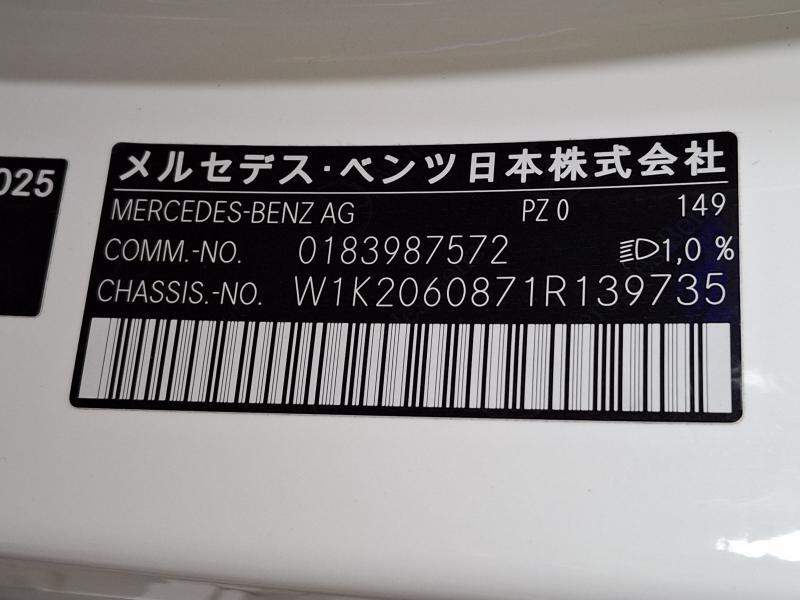 025
メルセデス・ベンツ日本株式会社
MERCEDES-BENZ AG PZ 0 149
COMM.-NO. 0183987572 1,0 %
CHASSIS.-NO. W1K2060871R139735